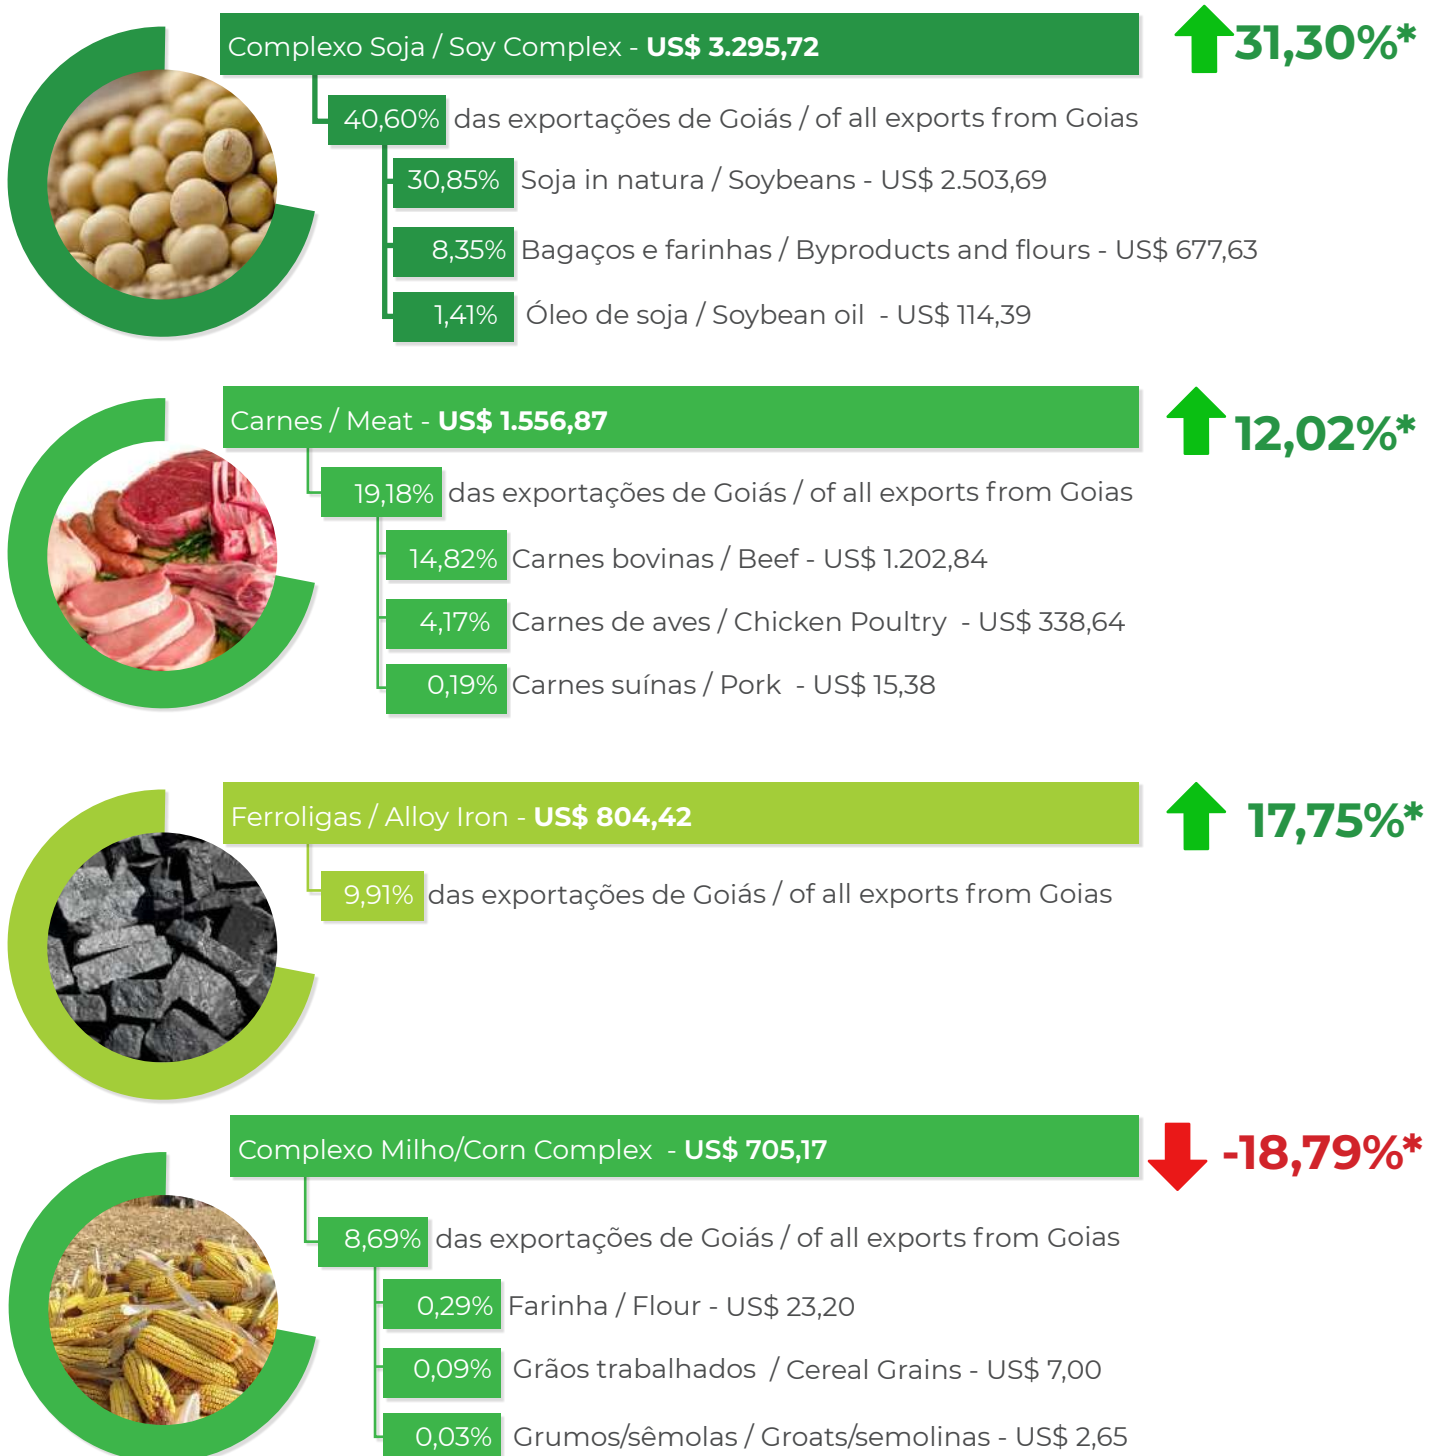 Complexo Soja / Soy Complex - US$ 3.295,72
31,30%*
40,60% das exportações de Goiás / of all exports from Goias
30,85% Soja in natura / Soybeans - US$ 2.503,69
8,35% Bagaços e farinhas / Byproducts and flours - US$ 677,63
1,41% Óleo de soja / Soybean oil - US$ 114,39
Carnes / Meat - US$ 1.556,87
12,02%*
19,18% das exportações de Goiás / of all exports from Goias
14,82% Carnes bovinas / Beef - US$ 1.202,84
4,17% Carnes de aves / Chicken Poultry - US$ 338,64
0,19% Carnes suínas / Pork - US$ 15,38
Ferroligas / Alloy Iron - US$ 804,42
17,75%*
9,91% das exportações de Goiás / of all exports from Goias
Complexo Milho/Corn Complex - US$ 705,17
-18,79%*
8,69% das exportações de Goiás / of all exports from Goias
0,29% Farinha / Flour - US$ 23,20
0,09% Grãos trabalhados / Cereal Grains - US$ 7,00
0,03% Grumos/sêmolas / Groats/semolinas - US$ 2,65